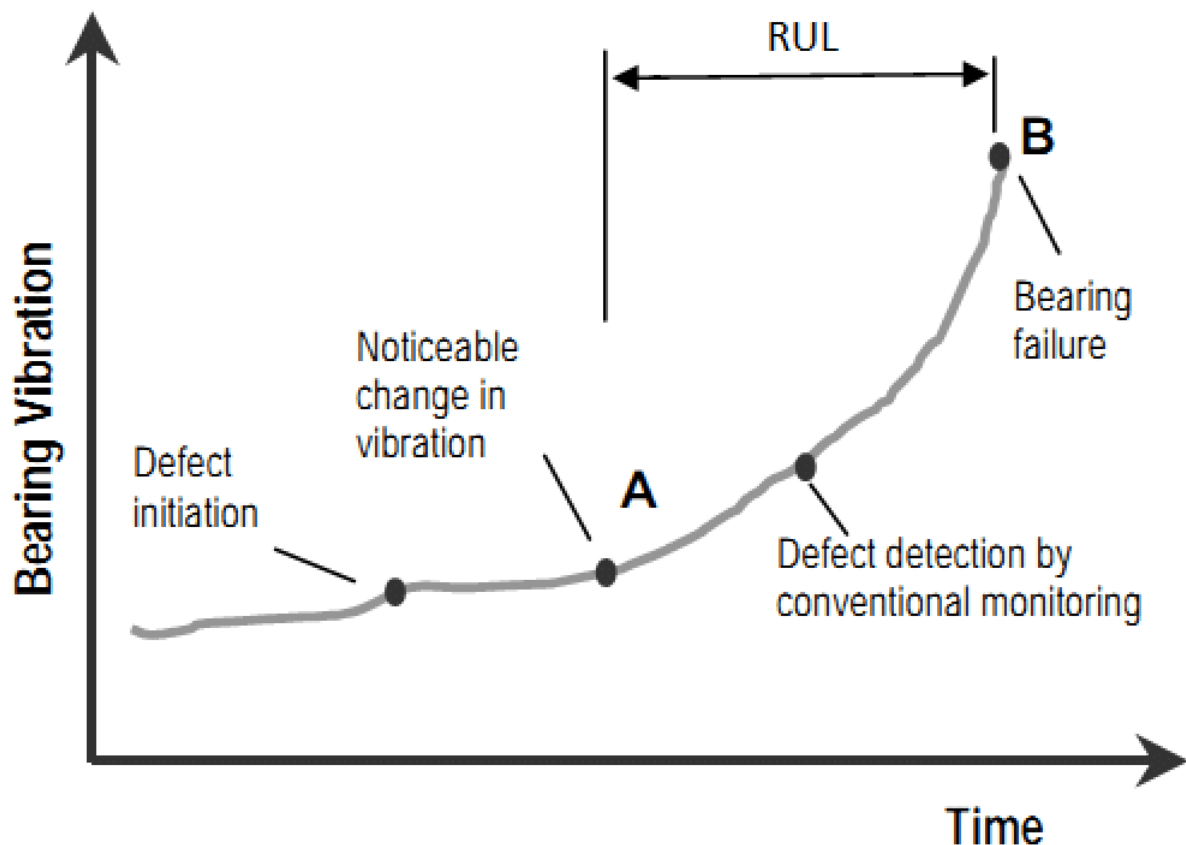 RUL
B
Bearing
failure
Noticeable
change in
vibration
Defect
initiation
A
Defect detection by
conventional monitoring
Bearing Vibration
Time